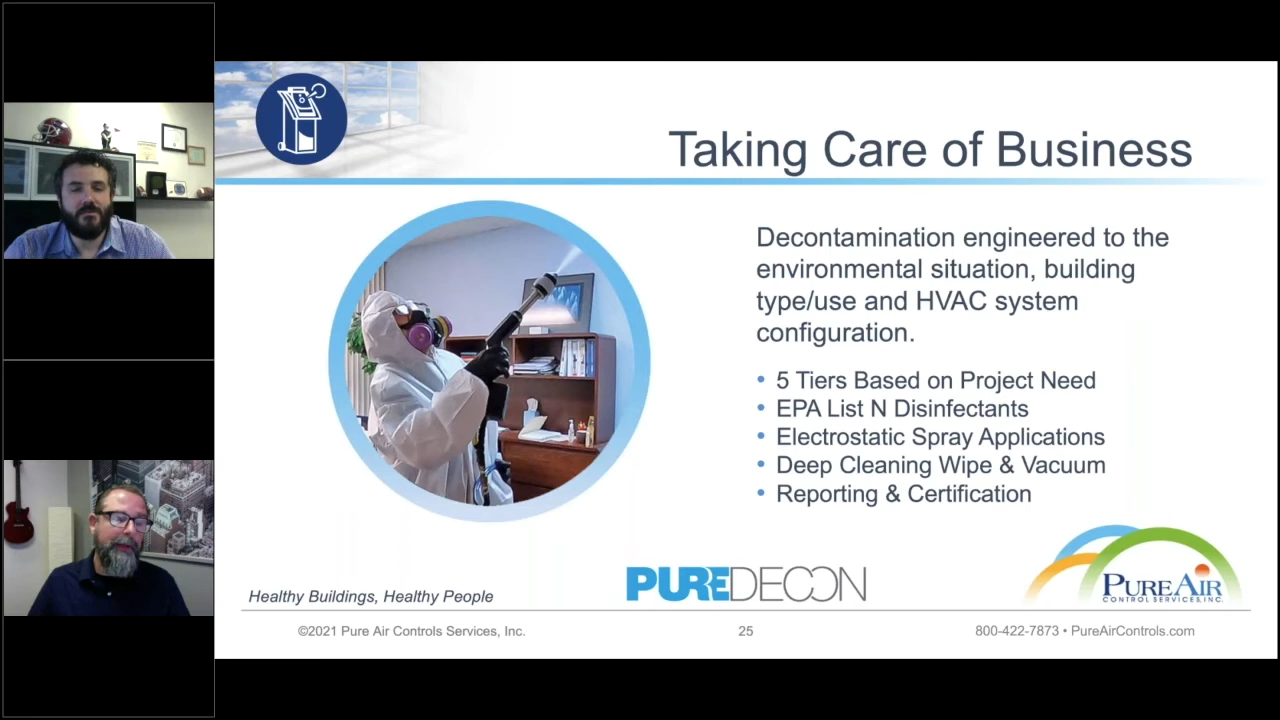 Taking Care of Business
Decontamination engineered to the
environmental situation, building
type/use and HVAC system
configuration.
• 5 Tiers Based on Project Need
• EPA List N Disinfectants
• Electrostatic Spray Applications
• Deep Cleaning Wipe & Vacuum
• Reporting & Certification
Healthy Buildings, Healthy People
PUREDECON
PUREAIR
CONTROL SERVICES, INC.
©2021 Pure Air Controls Services, Inc.
25
800-422-7873 • PureAirControls.com